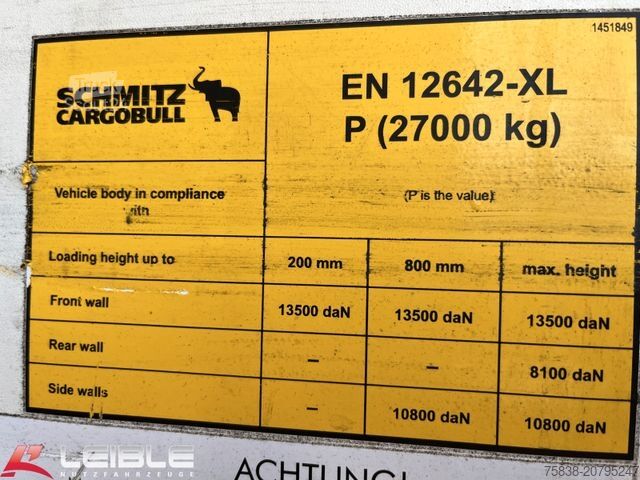 1451849
SCHMITZ
CARGOBULL
EN 12642-XL
P (27000 kg)
Vehicle body in compliance
with
(P is the value)
Loading height up to 200 mm 800 mm max. height
Front wall 13500 daN 13500 daN 13500 daN
Rear wall – – 8100 daN
Side walls – 10800 daN 10800 daN
LEIBLE
NUTZFAHRZEUGE
ACHTUNG!
75838-20795247